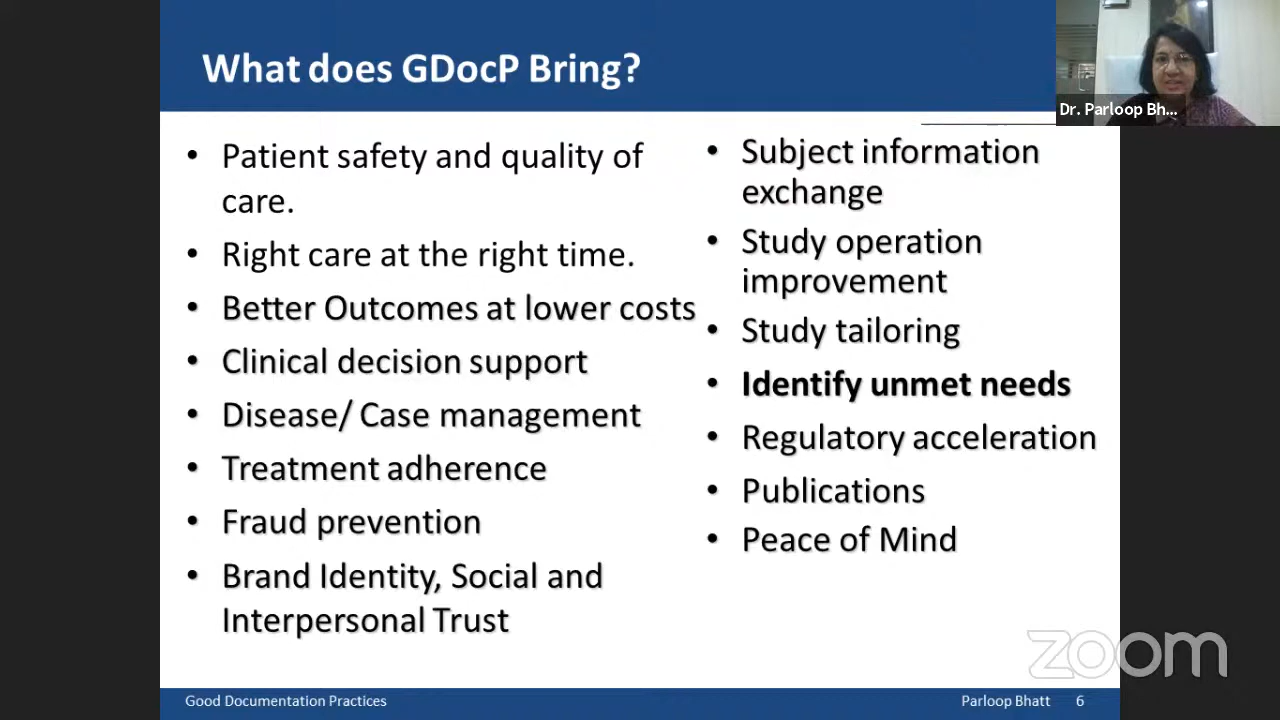 What does GDocP Bring?
Dr. Parloop Bh...
• Patient safety and quality of
care.
• Right care at the right time.
• Better Outcomes at lower costs
• Clinical decision support
• Disease/ Case management
• Treatment adherence
• Fraud prevention
• Brand Identity, Social and
Interpersonal Trust
• Subject information
exchange
• Study operation
improvement
• Study tailoring
• Identify unmet needs
• Regulatory acceleration
• Publications
• Peace of Mind
zoom
Good Documentation Practices
Parloop Bhatt 6